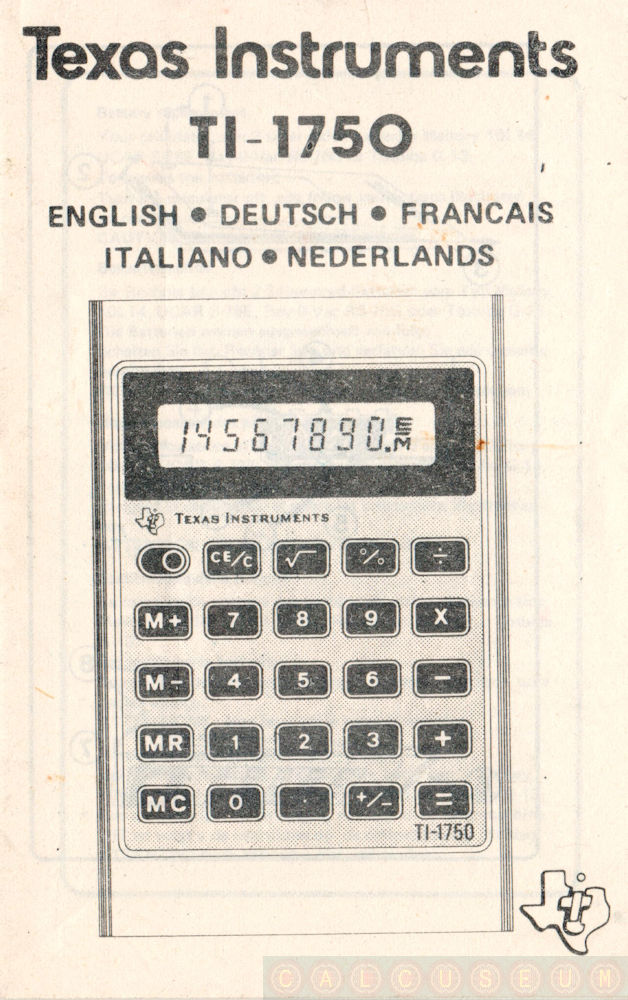 Texas Instruments
TI-1750
ENGLISH • DEUTSCH • FRANCAIS
ITALIANO • NEDERLANDS
14567890. E M
TEXAS INSTRUMENTS
CE/C √ % ÷
M+ 7 8 9 X
M- 4 5 6 -
MR 1 2 3 +
MC 0 . +/- =
TI-1750
CALCUSEUM